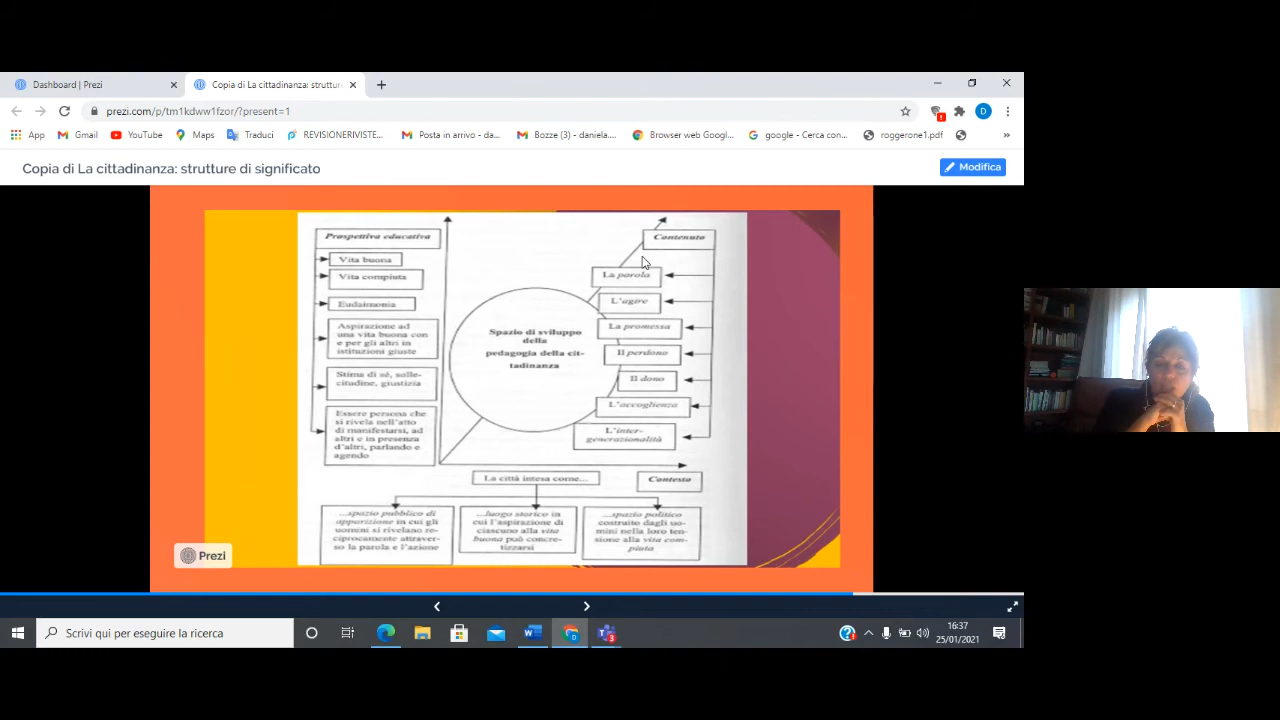 Dashboard | Prezi
Copia di La cittadinanza: struttur
prezi.com/p/tm1kdww1fzor/?present=1
D
App
Gmail
YouTube
Maps
Traduci
REVISIONERIVISTE...
Posta in arrivo - da...
Bozze (3) - daniela....
Browser web Googl...
google - Cerca con...
roggerone1.pdf
»
Copia di La cittadinanza: strutture di significato
Modifica
Prospettiva educativa
Vita buona
Vita compiuta
Eudaimonia
Aspirazione ad
una vita buona con
e per gli altri in
istituzioni giuste
Stima di sè, solle-
citudine, giustizia
Essere persona che
si rivela nell'atto
di manifestarsi, ad
altri e in presenza
d'altri, parlando e
agendo
Spazio di sviluppo
della
pedagogia della cit-
tadinanza
Contenuto
La parola
L'agire
La promessa
Il perdono
Il dono
L'accoglienza
L'inter-
generazionalità
La città intesa come...
Contesto
...spazio pubblico di
apparizione in cui gli
uomini si rivelano re-
ciprocamente attraver-
so la parola e l'azione
...luogo storico in
cui l'aspirazione di
ciascuno alla vita
buona può concre-
tizzarsi
...spazio politico
costruito dagli uo-
mini nella loro ten-
sione alla vita com-
piuta
Prezi
Scrivi qui per eseguire la ricerca
16:37
25/01/2021